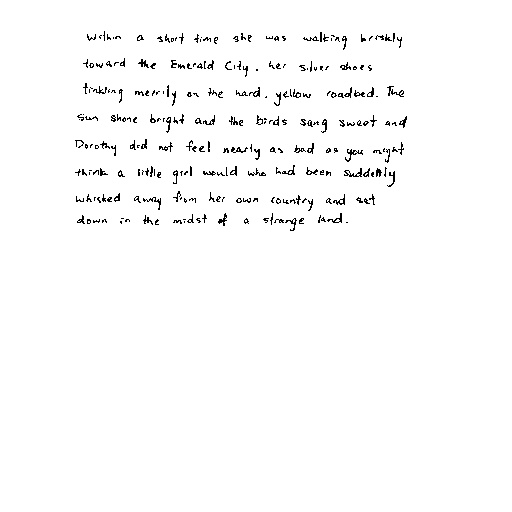 Within a short time she was walking briskly
toward the Emerald City, her silver shoes
tinkling merrily on the hard, yellow roadbed. The
sun shone bright and the birds sang sweet and
Dorothy did not feel nearly as bad as you might
think a little girl would who had been suddenly
whisked away from her own country and set
down in the midst of a strange land.